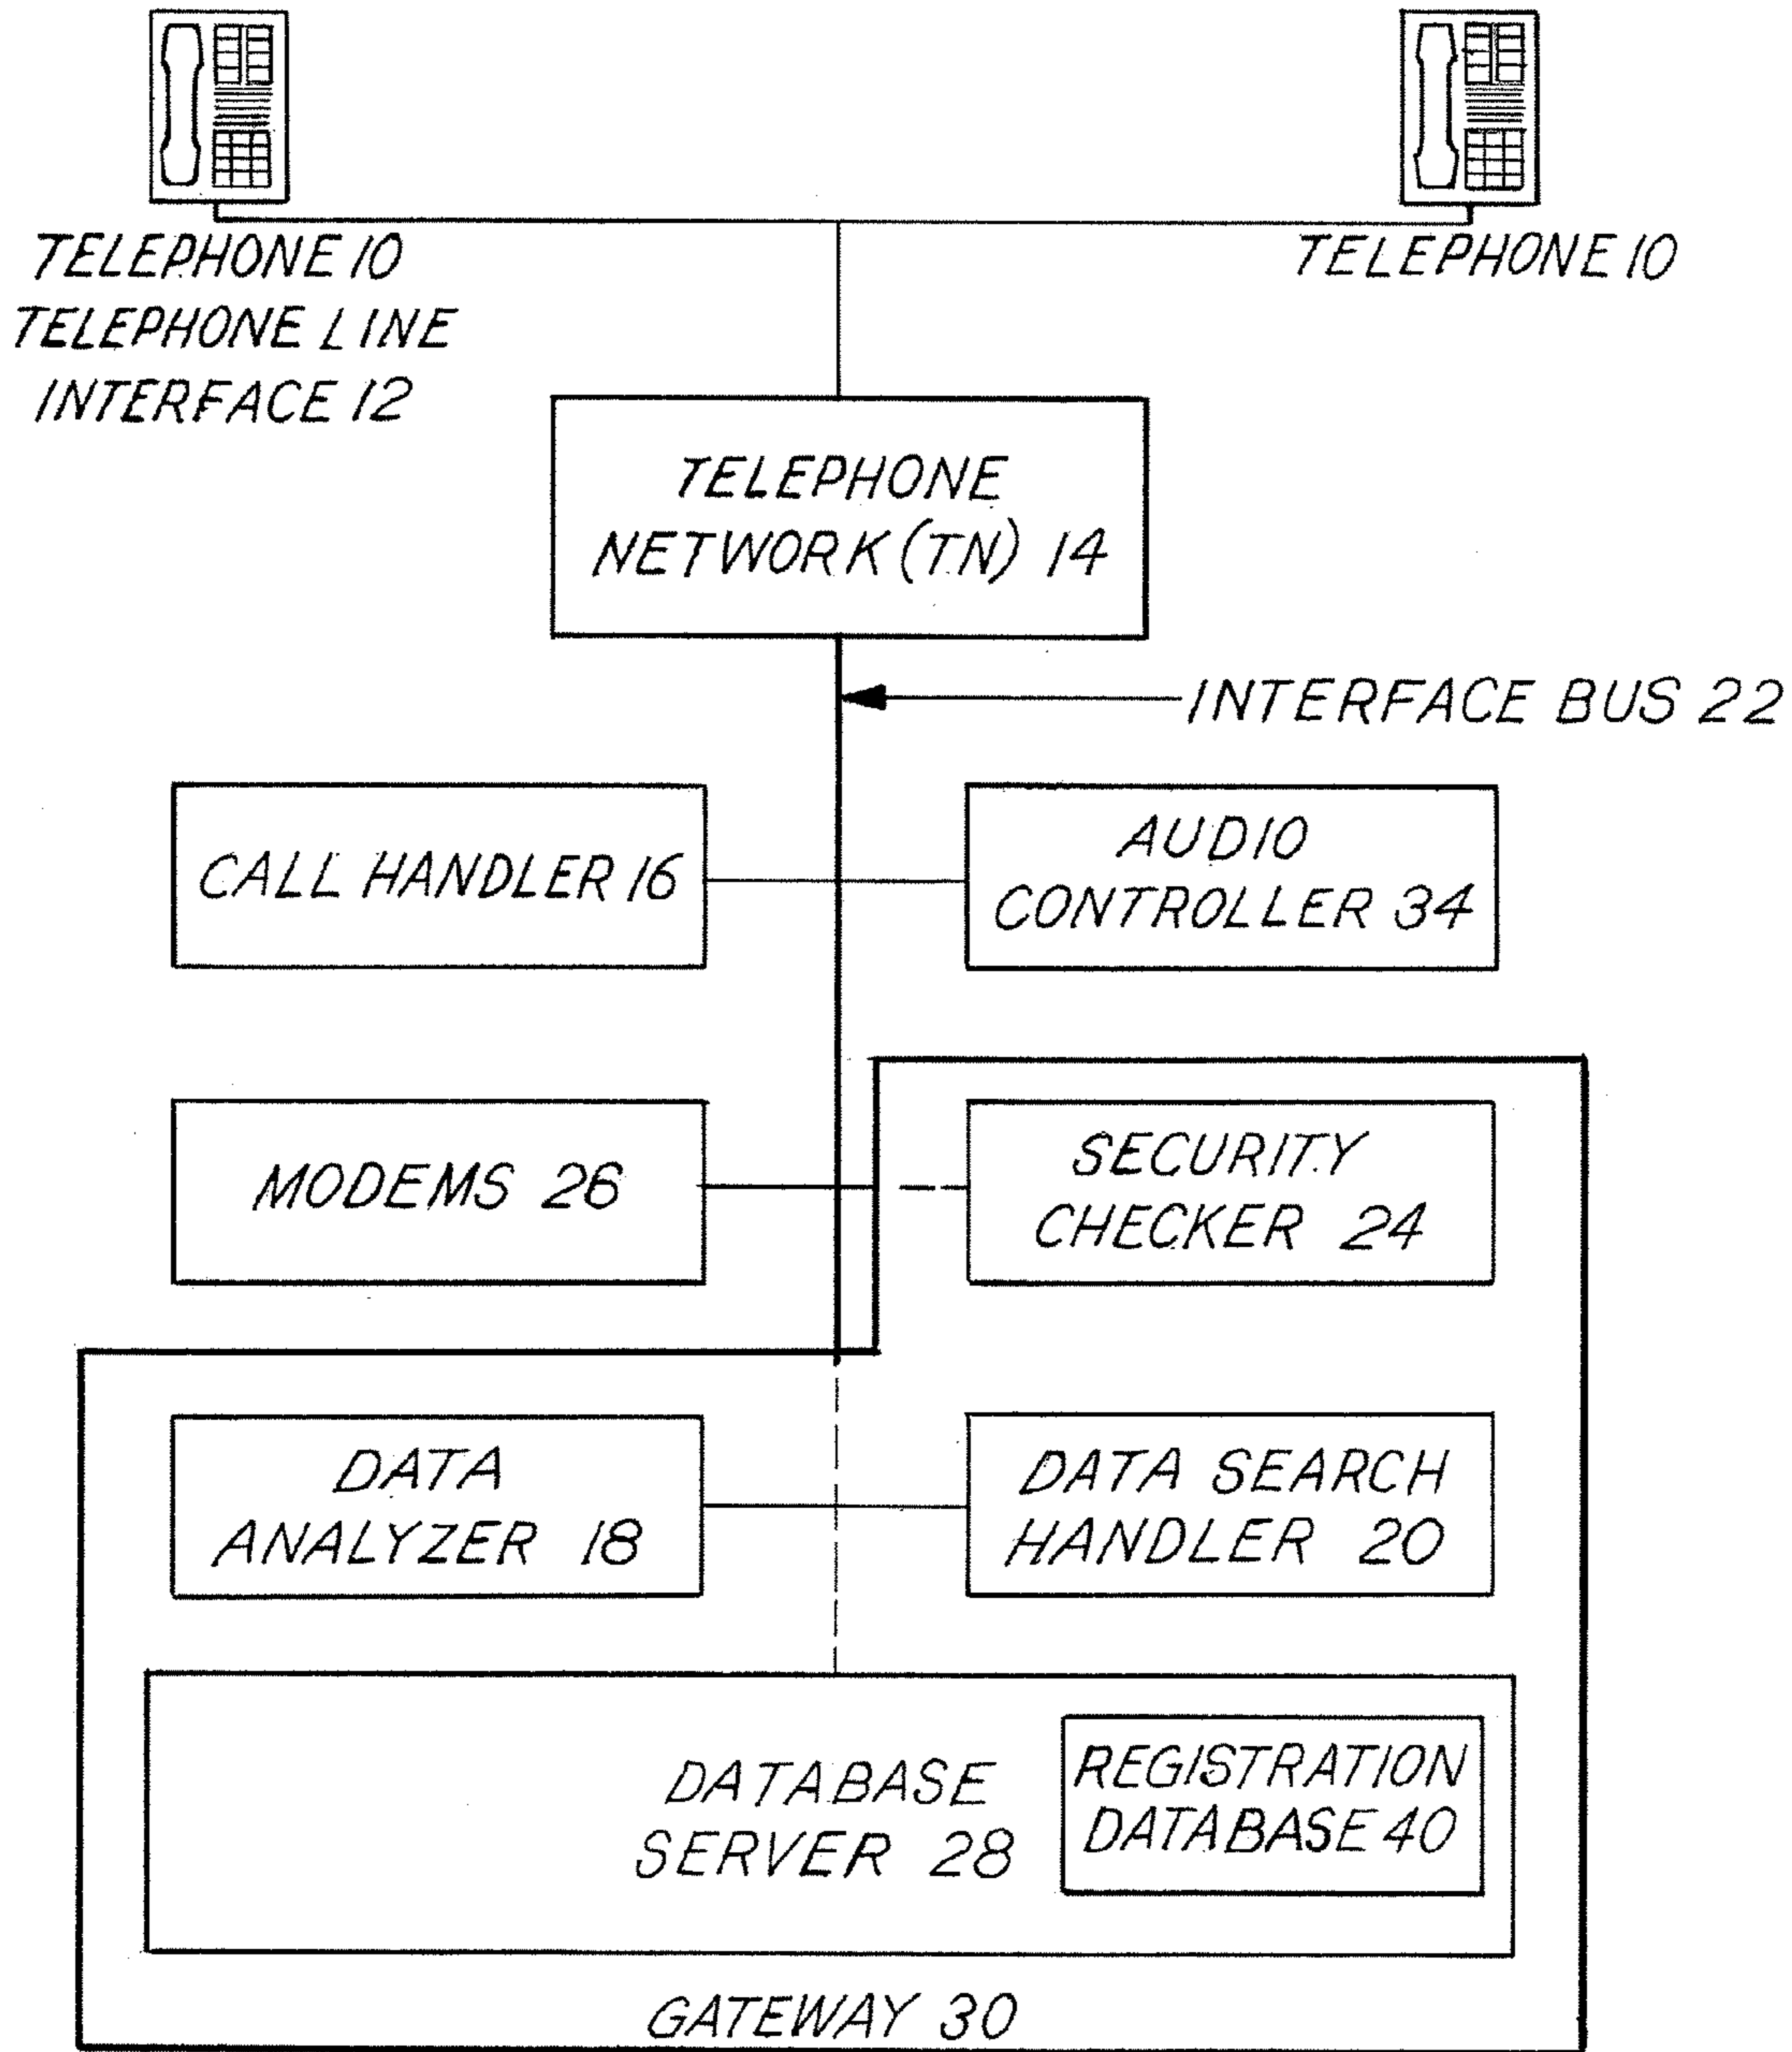 TELEPHONE 10
TELEPHONE 10
TELEPHONE LINE
INTERFACE 12
TELEPHONE
NETWORK (TN) 14
INTERFACE BUS 22
CALL HANDLER 16
AUDIO
CONTROLLER 34
MODEMS 26
SECURITY
CHECKER 24
DATA
ANALYZER 18
DATA SEARCH
HANDLER 20
DATABASE
SERVER 28
REGISTRATION
DATABASE 40
GATEWAY 30